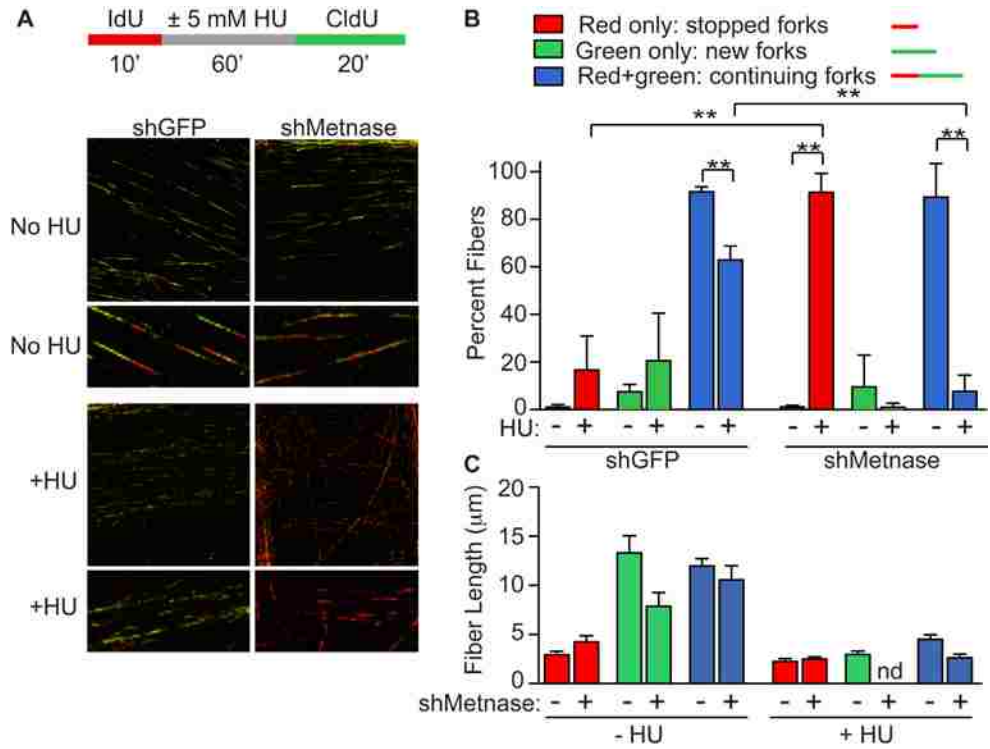 A
IdU ± 5 mM HU CldU
10’ 60’ 20’
shGFP shMetnase
No HU
No HU
+HU
+HU
B
Red only: stopped forks
Green only: new forks
Red+green: continuing forks
**
**
**
**
**
Percent Fibers
100
80
60
40
20
0
HU: - + - + - + - + - + - +
shGFP shMetnase
C
Fiber Length (μm)
20
15
10
5
0
nd
shMetnase: - + - + - + - + - + - +
- HU + HU